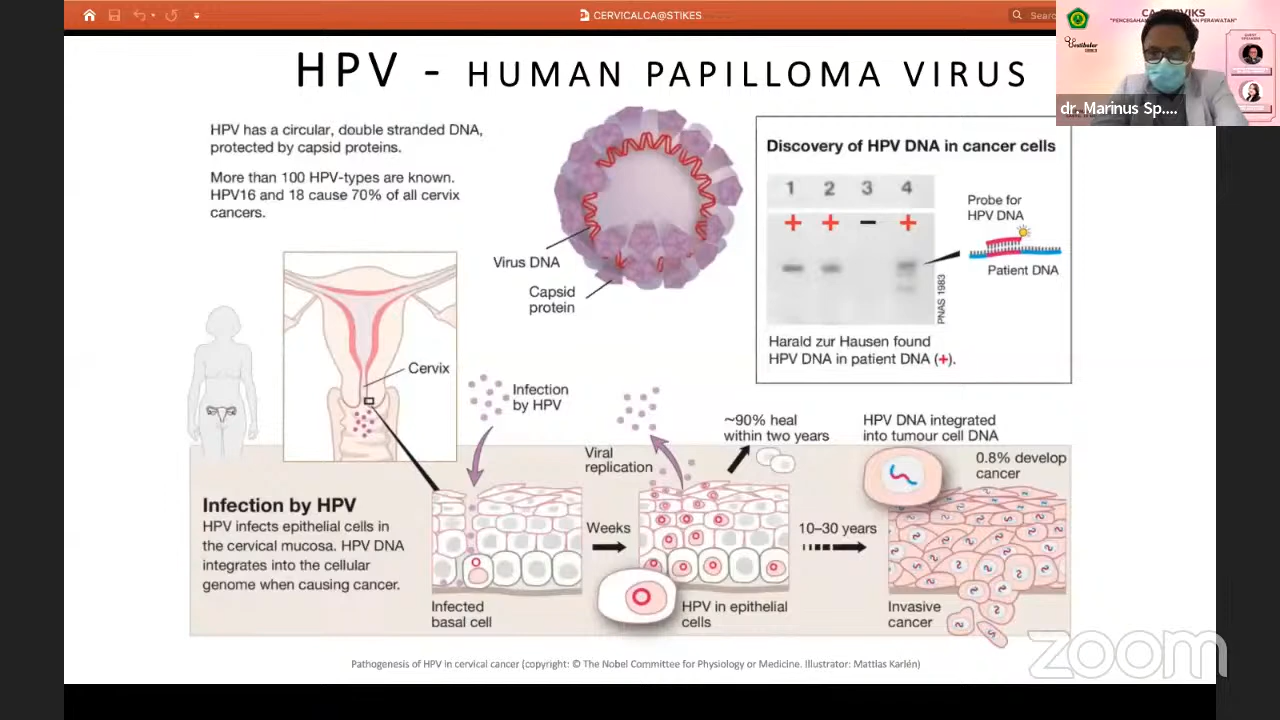 CERVICALCA@STIKES
Searc
CA SERVIKS
dr. Marinus Sp....
HPV - HUMAN PAPILLOMA VIRUS
HPV has a circular, double stranded DNA,
protected by capsid proteins.
More than 100 HPV-types are known.
HPV16 and 18 cause 70% of all cervix
cancers.
Virus DNA
Capsid
protein
Discovery of HPV DNA in cancer cells
1 2 3 4
+ + − +
Probe for
HPV DNA
Patient DNA
PNAS 1983
Harald zur Hausen found
HPV DNA in patient DNA (+).
Cervix
Infection
by HPV
Viral
replication
~90% heal
within two years
HPV DNA integrated
into tumour cell DNA
0.8% develop
cancer
Infection by HPV
HPV infects epithelial cells in
the cervical mucosa. HPV DNA
integrates into the cellular
genome when causing cancer.
Weeks
10–30 years
Infected
basal cell
HPV in epithelial
cells
Invasive
cancer
Pathogenesis of HPV in cervical cancer (copyright: © The Nobel Committee for Physiology or Medicine. Illustrator: Mattias Karlén)
zoom